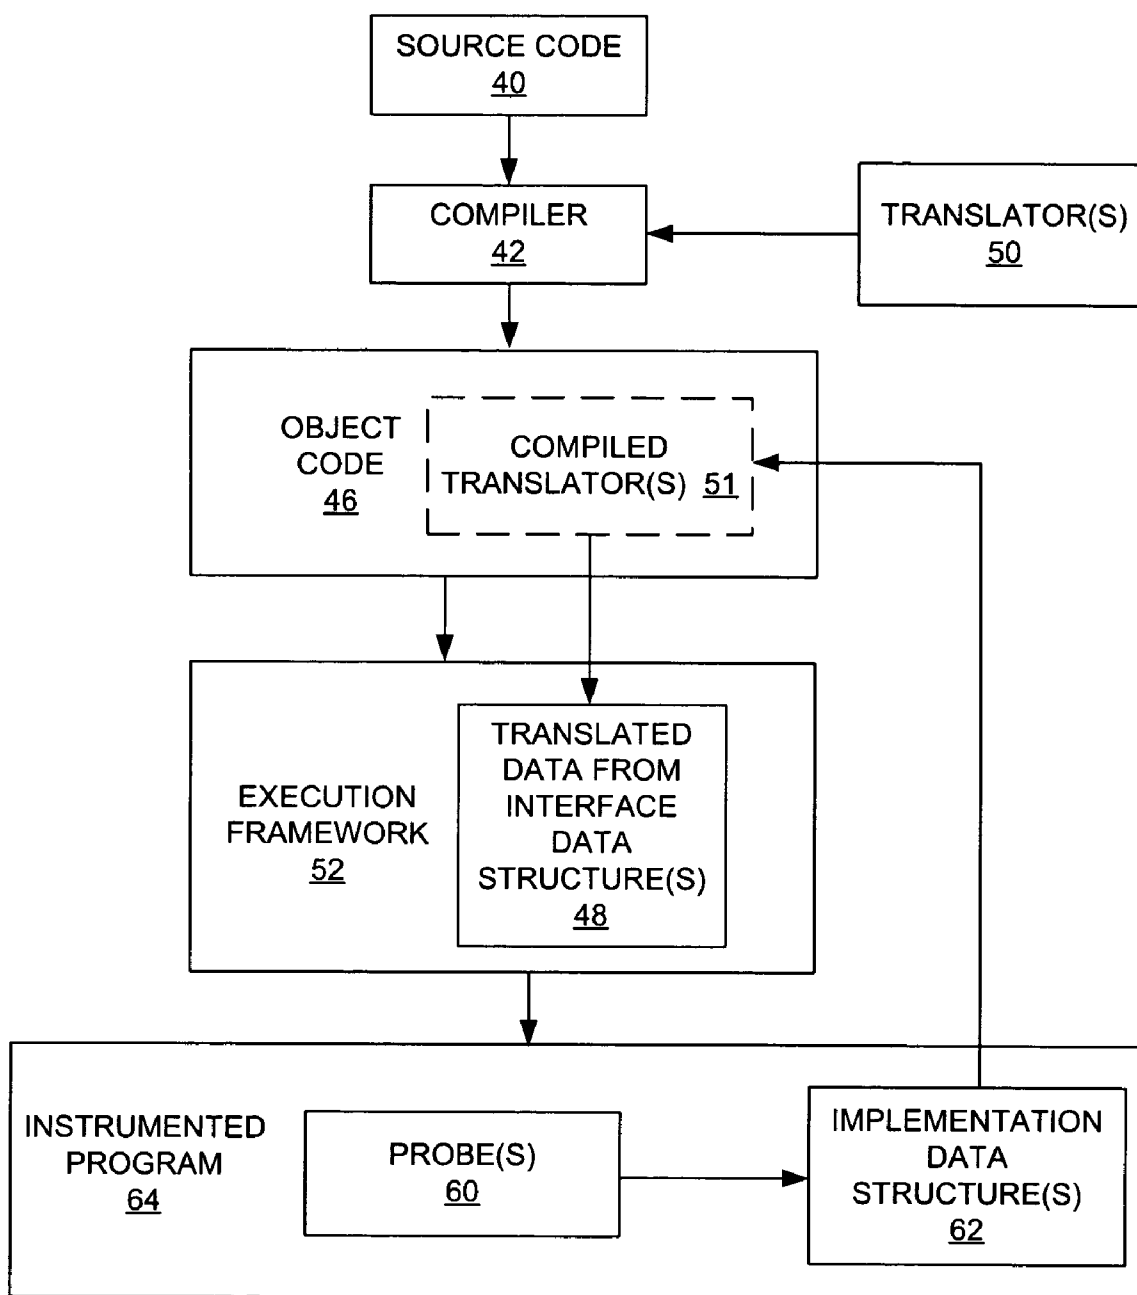 SOURCE CODE
40
COMPILER
42
TRANSLATOR(S)
50
OBJECT
CODE
46
COMPILED
TRANSLATOR(S) 51
EXECUTION
FRAMEWORK
52
TRANSLATED
DATA FROM
INTERFACE
DATA
STRUCTURE(S)
48
INSTRUMENTED
PROGRAM
64
PROBE(S)
60
IMPLEMENTATION
DATA
STRUCTURE(S)
62